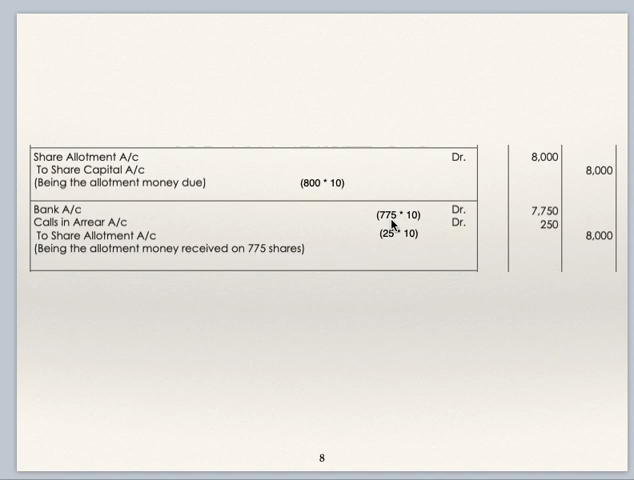 Share Allotment A/c Dr. 8,000
To Share Capital A/c 8,000
(Being the allotment money due) (800 * 10)
Bank A/c (775 * 10) Dr. 7,750
Calls in Arrear A/c (25 * 10) Dr. 250
To Share Allotment A/c 8,000
(Being the allotment money received on 775 shares)
8